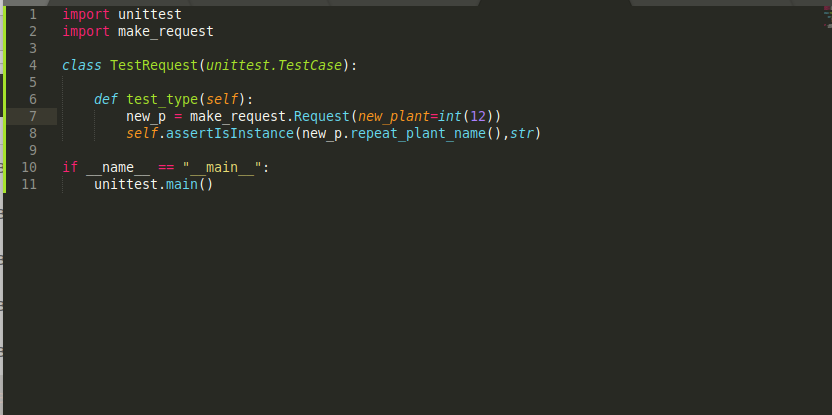 1 import unittest
2 import make_request
3
4 class TestRequest(unittest.TestCase):
5
6 def test_type(self):
7 new_p = make_request.Request(new_plant=int(12))
8 self.assertIsInstance(new_p.repeat_plant_name(),str)
9
10 if __name__ == "__main__":
11 unittest.main()